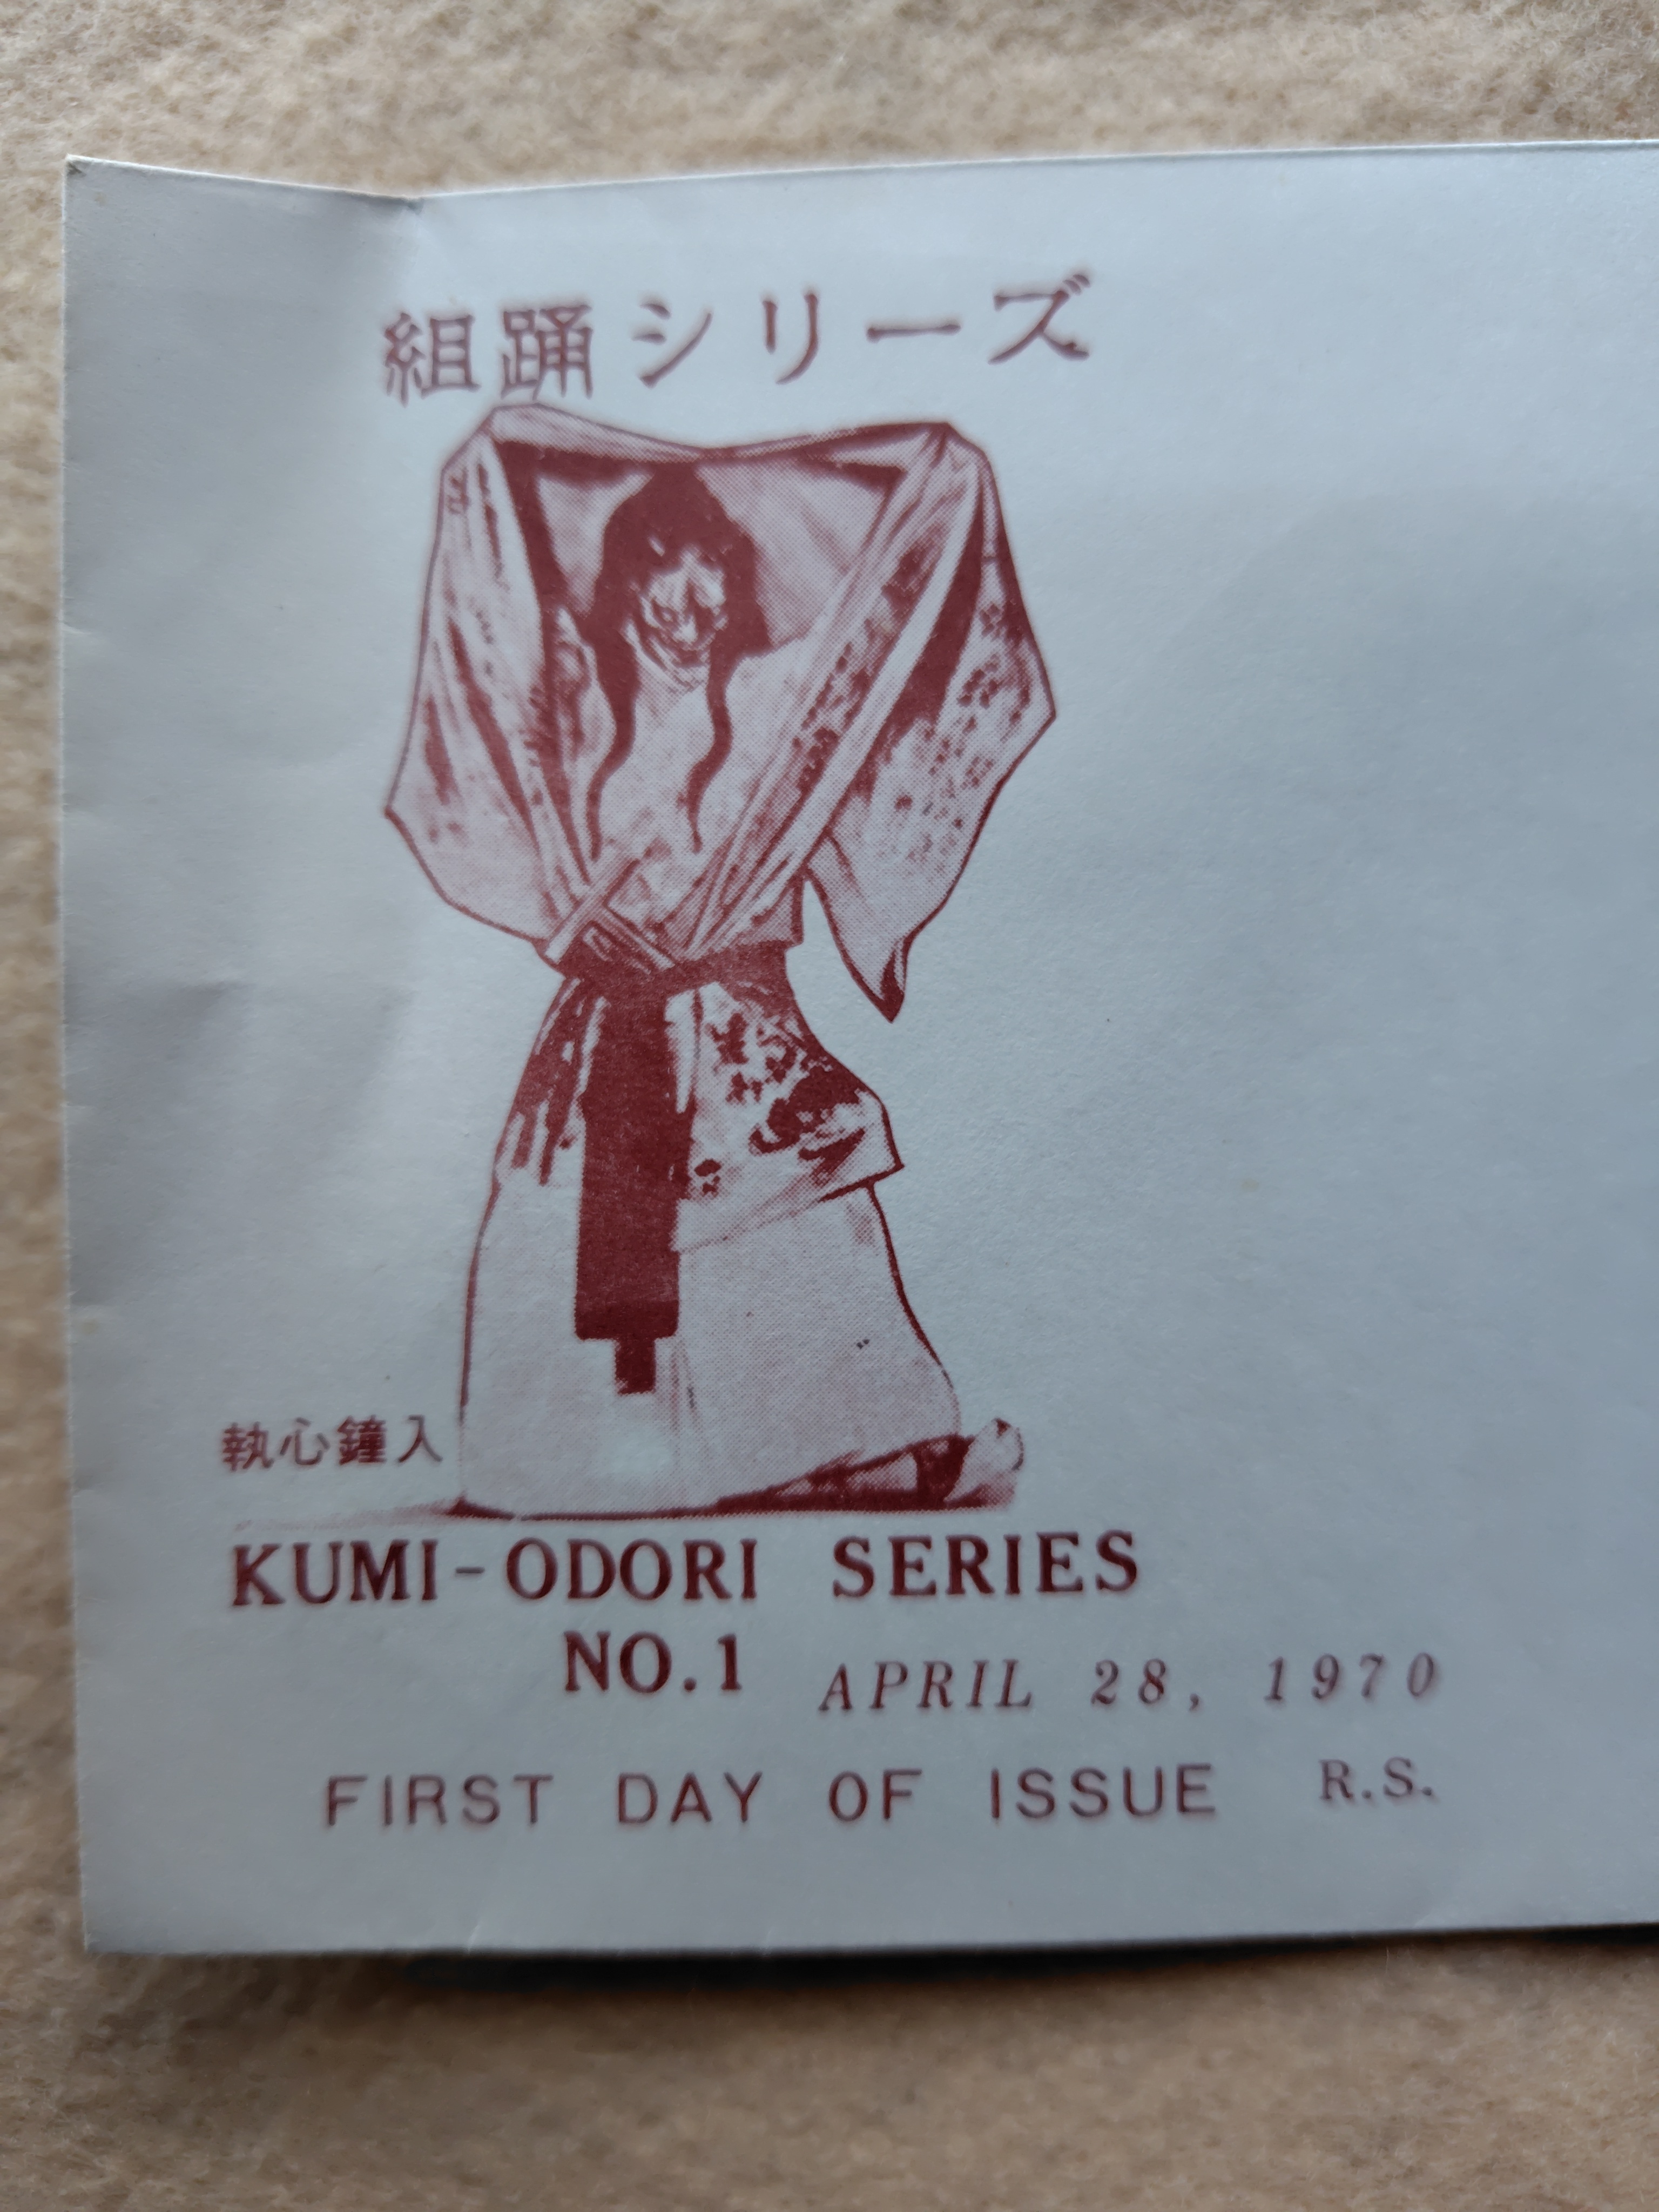 組踊シリーズ
執心鐘入
KUMI-ODORI SERIES
NO.1 APRIL 28, 1970
FIRST DAY OF ISSUE R.S.